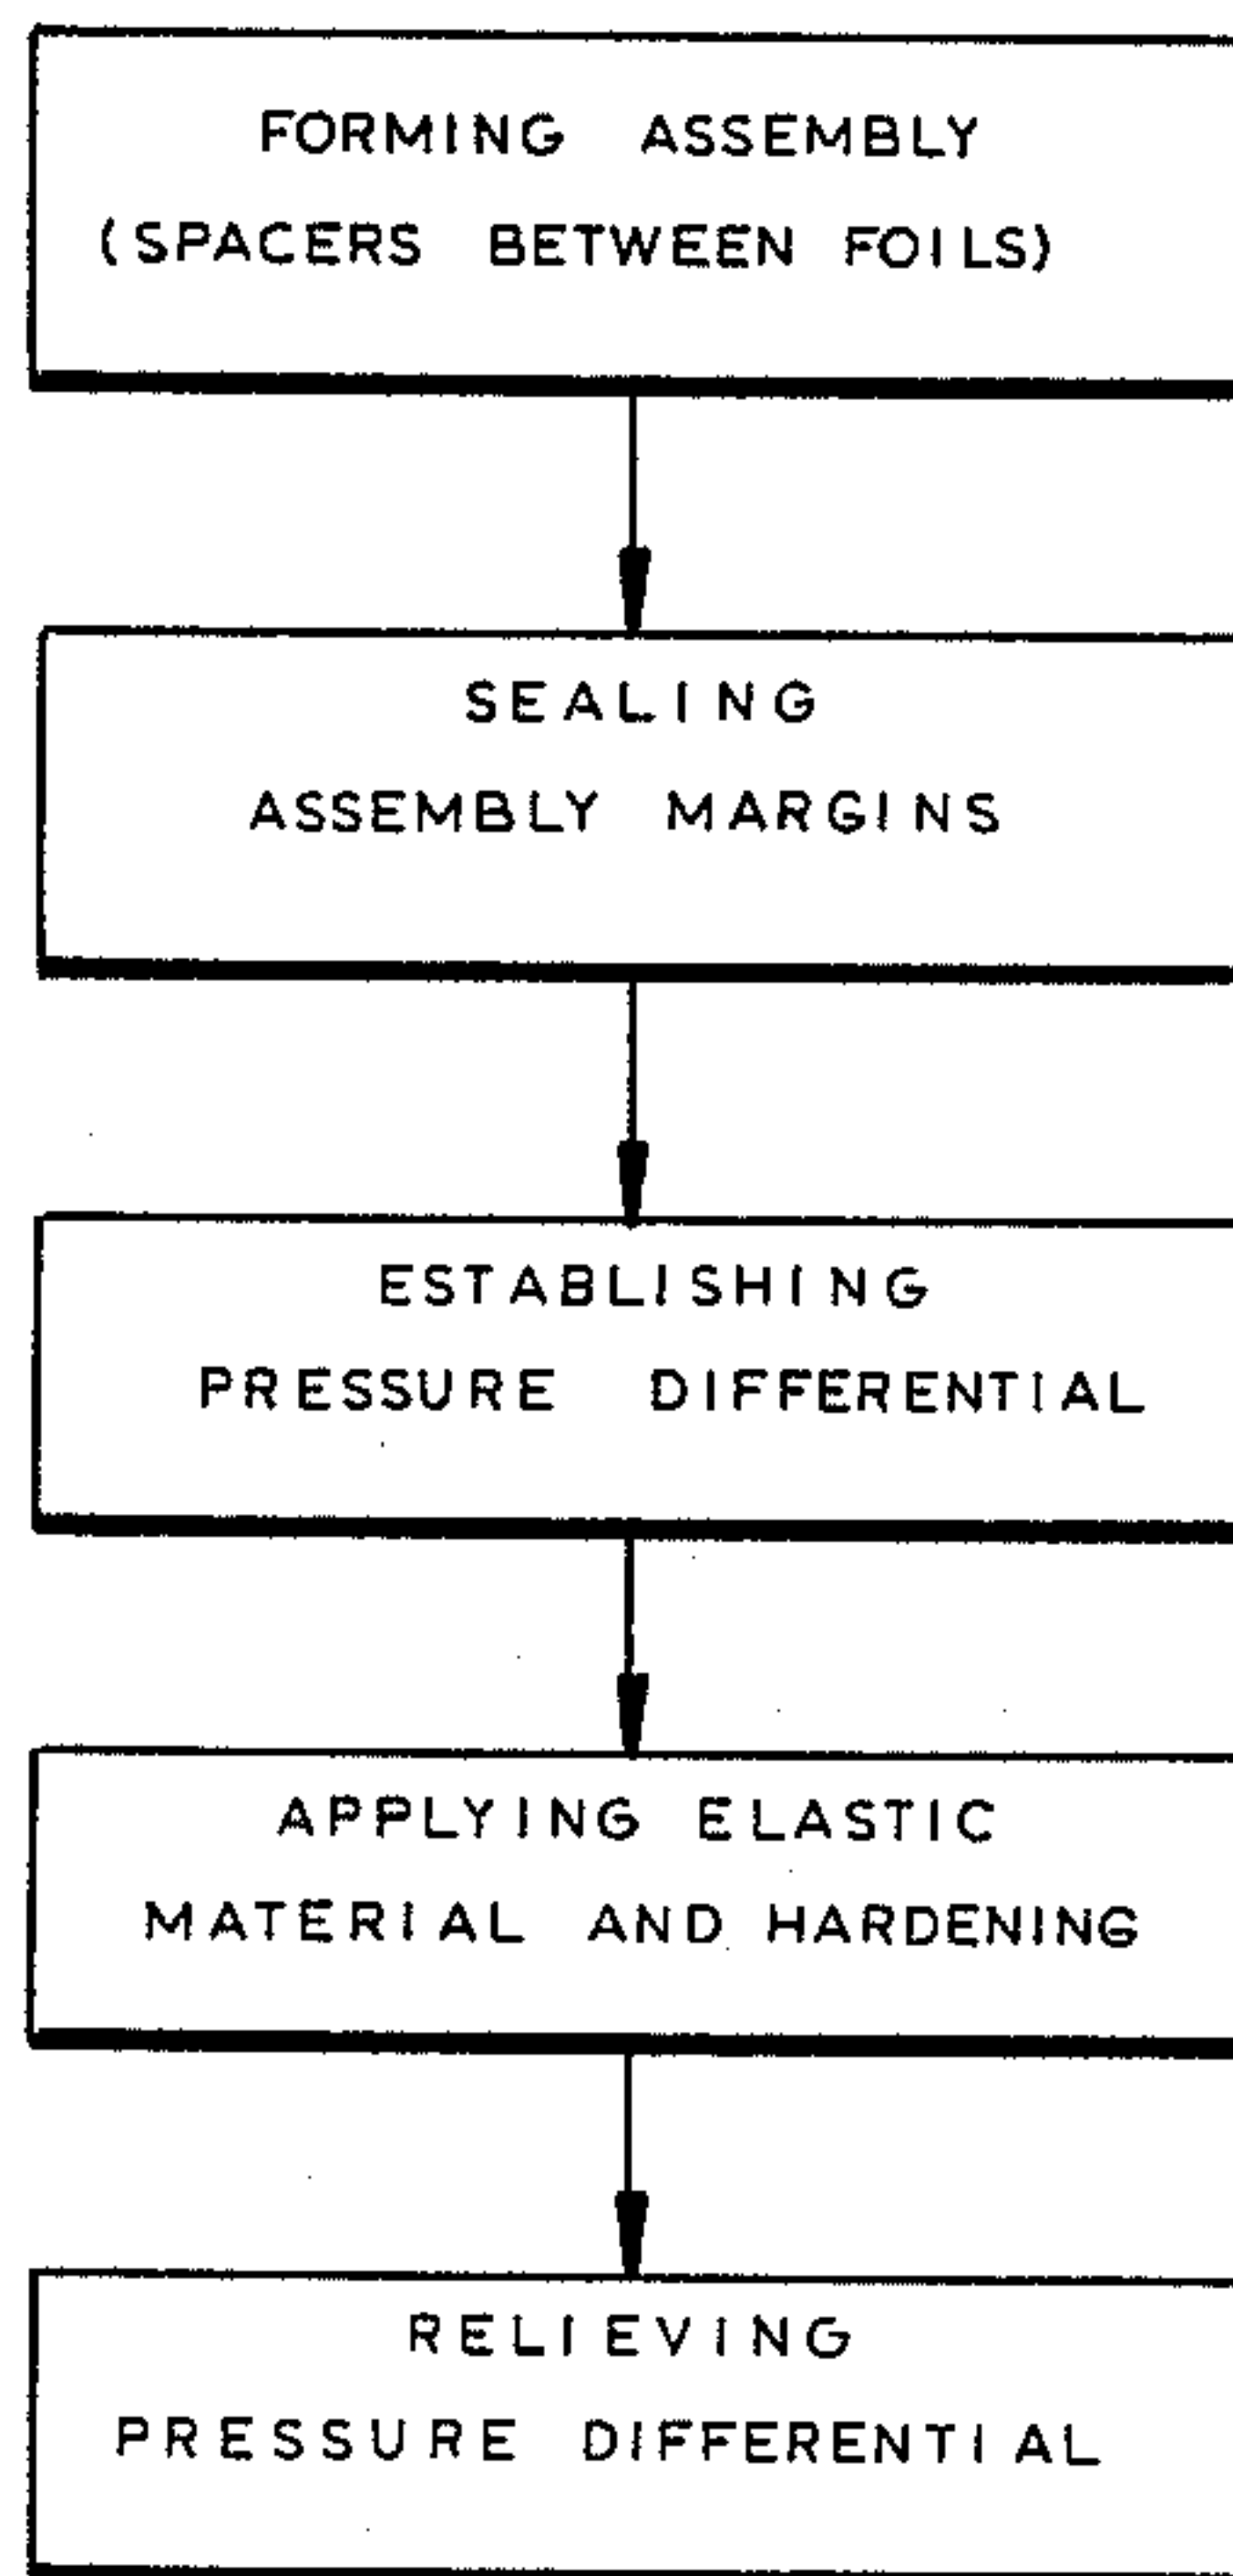 FORMING ASSEMBLY
(SPACERS BETWEEN FOILS)
SEALING
ASSEMBLY MARGINS
ESTABLISHING
PRESSURE DIFFERENTIAL
APPLYING ELASTIC
MATERIAL AND HARDENING
RELIEVING
PRESSURE DIFFERENTIAL